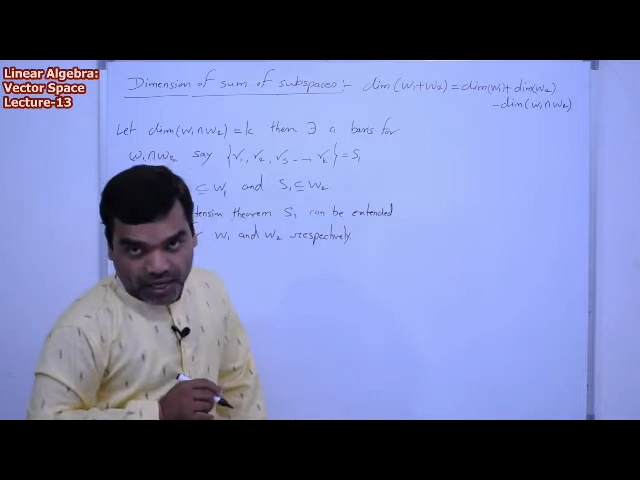 Linear Algebra:
Vector Space
Lecture-13
Dimension of sum of subspaces:- dim(W1+W2) = dim(W1) + dim(W2)
- dim(W1∩W2)
Let dim(W1∩W2) = k then ∃ a basis for
W1∩W2 say {v1, v2, v3 --, vk} = S1
⊆ W1 and S1 ⊆ W2
theorem S1 can be extended
W1 and W2 respectively.